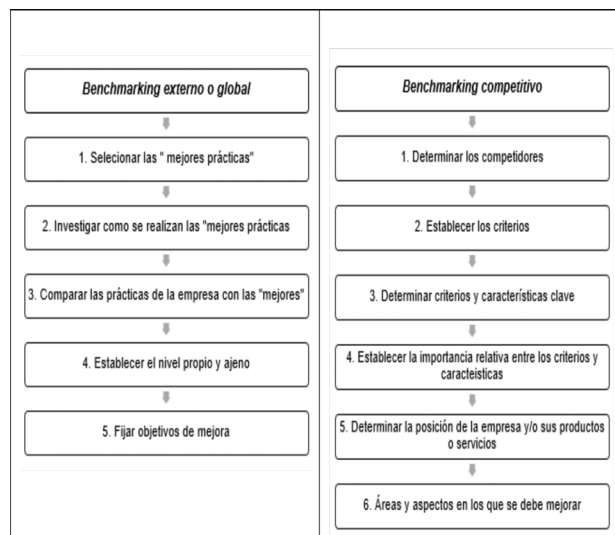 Benchmarking externo o global
1. Selecionar las " mejores prácticas"
2. Investigar como se realizan las "mejores prácticas
3. Comparar las prácticas de la empresa con las "mejores"
4. Establecer el nivel propio y ajeno
5. Fijar objetivos de mejora
Benchmarking competitivo
1. Determinar los competidores
2. Establecer los criterios
3. Determinar criterios y características clave
4. Establecer la importancia relativa entre los criterios y
caracteisticas
5. Determinar la posición de la empresa y/o sus productos
o servicios
6. Áreas y aspectos en los que se debe mejorar